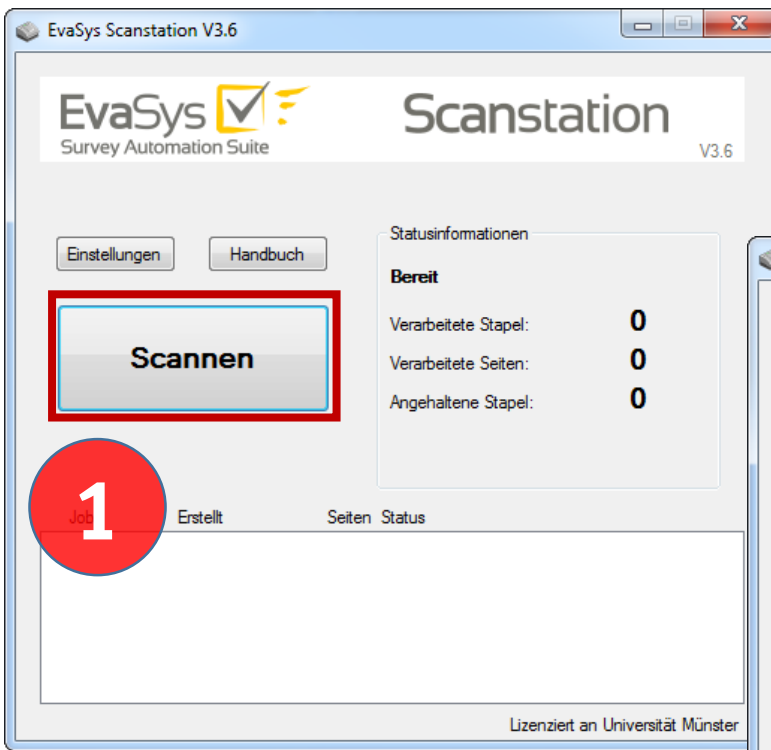 EvaSys Scanstation V3.6
EvaSys
Survey Automation Suite
Scanstation
V3.6
Einstellungen
Handbuch
Scannen
Statusinformationen
Bereit
Verarbeitete Stapel: 0
Verarbeitete Seiten: 0
Angehaltene Stapel: 0
1
Job Erstellt Seiten Status
Lizenziert an Universität Münster